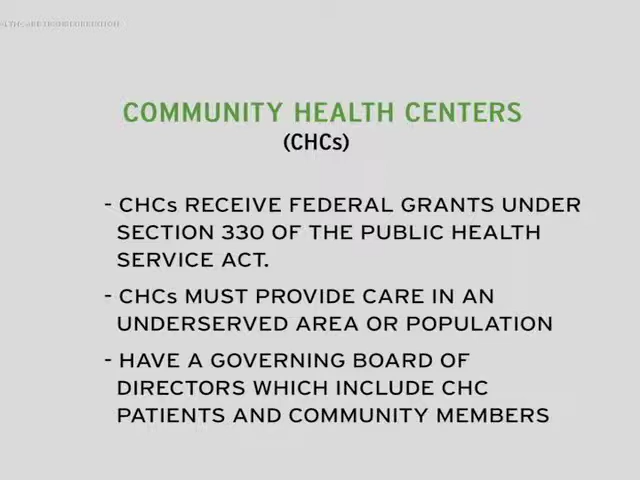 COMMUNITY HEALTH CENTERS
(CHCs)
- CHCs RECEIVE FEDERAL GRANTS UNDER
SECTION 330 OF THE PUBLIC HEALTH
SERVICE ACT.
- CHCs MUST PROVIDE CARE IN AN
UNDERSERVED AREA OR POPULATION
- HAVE A GOVERNING BOARD OF
DIRECTORS WHICH INCLUDE CHC
PATIENTS AND COMMUNITY MEMBERS